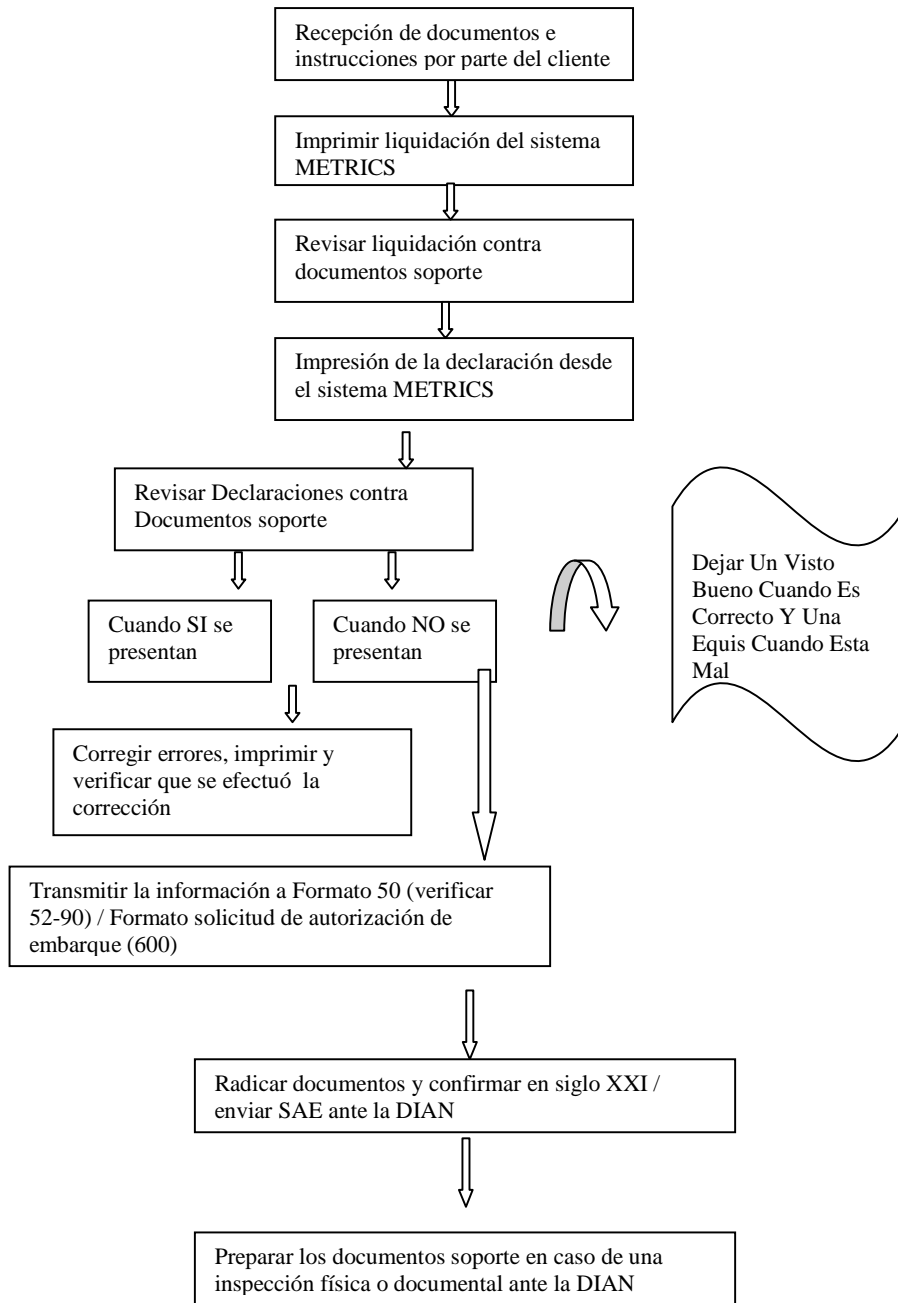 Recepción de documentos e
instrucciones por parte del cliente
Imprimir liquidación del sistema
METRICS
Revisar liquidación contra
documentos soporte
Impresión de la declaración desde
el sistema METRICS
Revisar Declaraciones contra
Documentos soporte
Dejar Un Visto
Bueno Cuando Es
Correcto Y Una
Equis Cuando Esta
Mal
Cuando SI se
presentan
Cuando NO se
presentan
Corregir errores, imprimir y
verificar que se efectuó la
corrección
Transmitir la información a Formato 50 (verificar
52-90) / Formato solicitud de autorización de
embarque (600)
Radicar documentos y confirmar en siglo XXI /
enviar SAE ante la DIAN
Preparar los documentos soporte en caso de una
inspección física o documental ante la DIAN